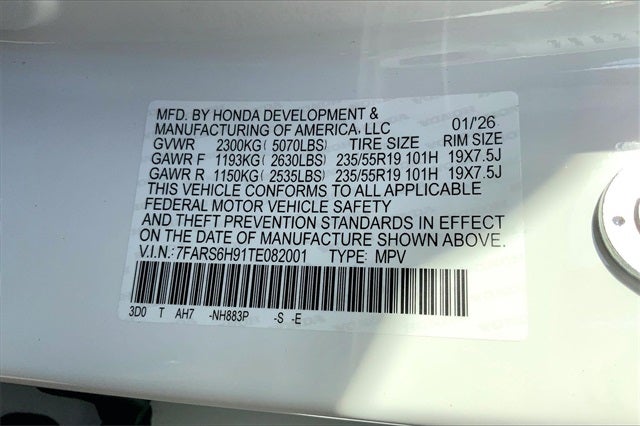 MFD. BY HONDA DEVELOPMENT &
MANUFACTURING OF AMERICA, LLC 01/'26
GVWR 2300KG( 5070LBS) TIRE SIZE RIM SIZE
GAWR F 1193KG( 2630LBS) 235/55R19 101H 19X7.5J
GAWR R 1150KG( 2535LBS) 235/55R19 101H 19X7.5J
THIS VEHICLE CONFORMS TO ALL APPLICABLE
FEDERAL MOTOR VEHICLE SAFETY
AND THEFT PREVENTION STANDARDS IN EFFECT
ON THE DATE OF MANUFACTURE SHOWN ABOVE.
V.I.N.:7FARS6H91TE082001 TYPE: MPV
3D0 T AH7 -NH883P -S -E